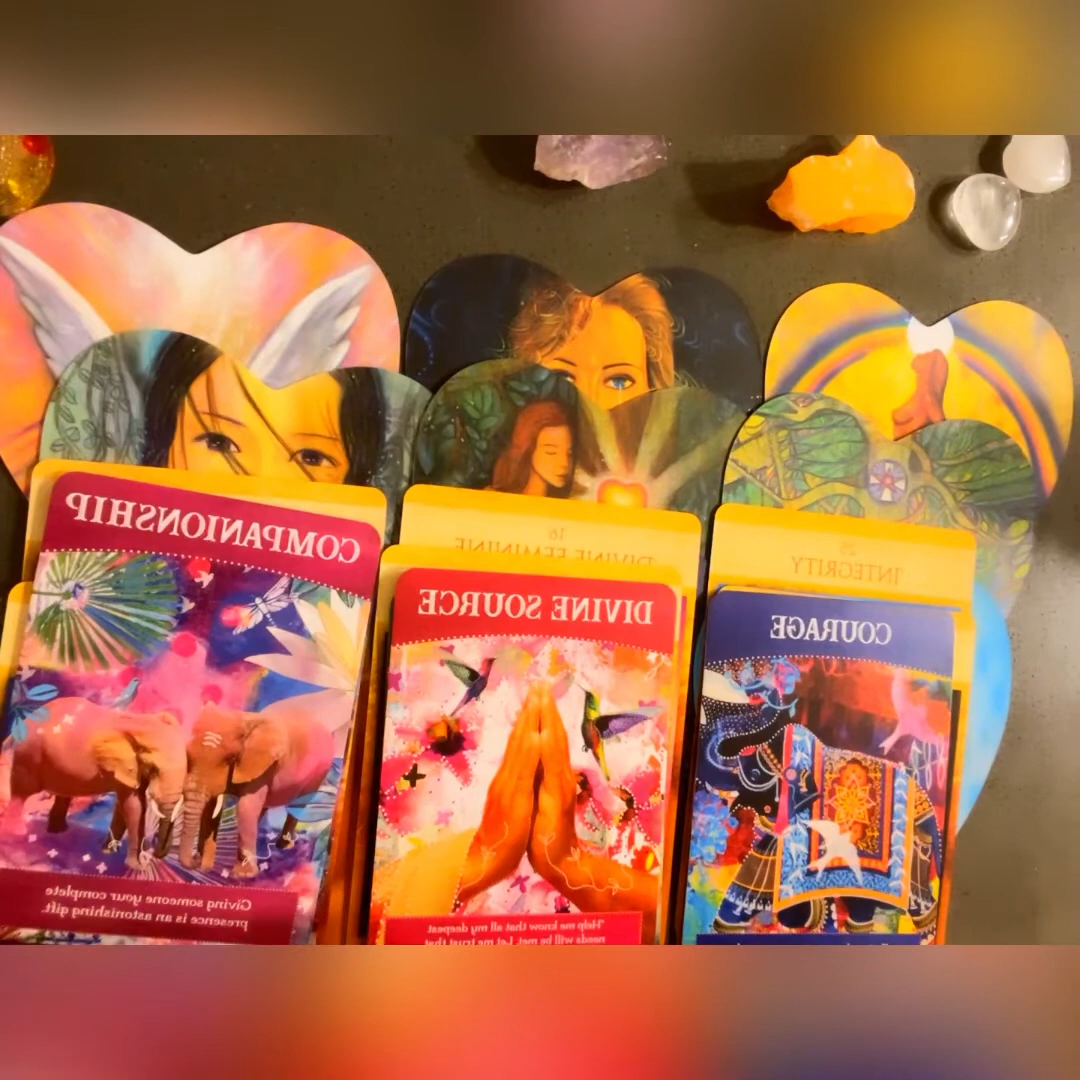 COMPANIONSHIP
Giving someone your complete
presence is an astonishing gift.
16
DIVINE FEMININE
DIVINE SOURCE
"Help me know that all my deepest
needs will be met. Let me trust that
INTEGRITY
COURAGE